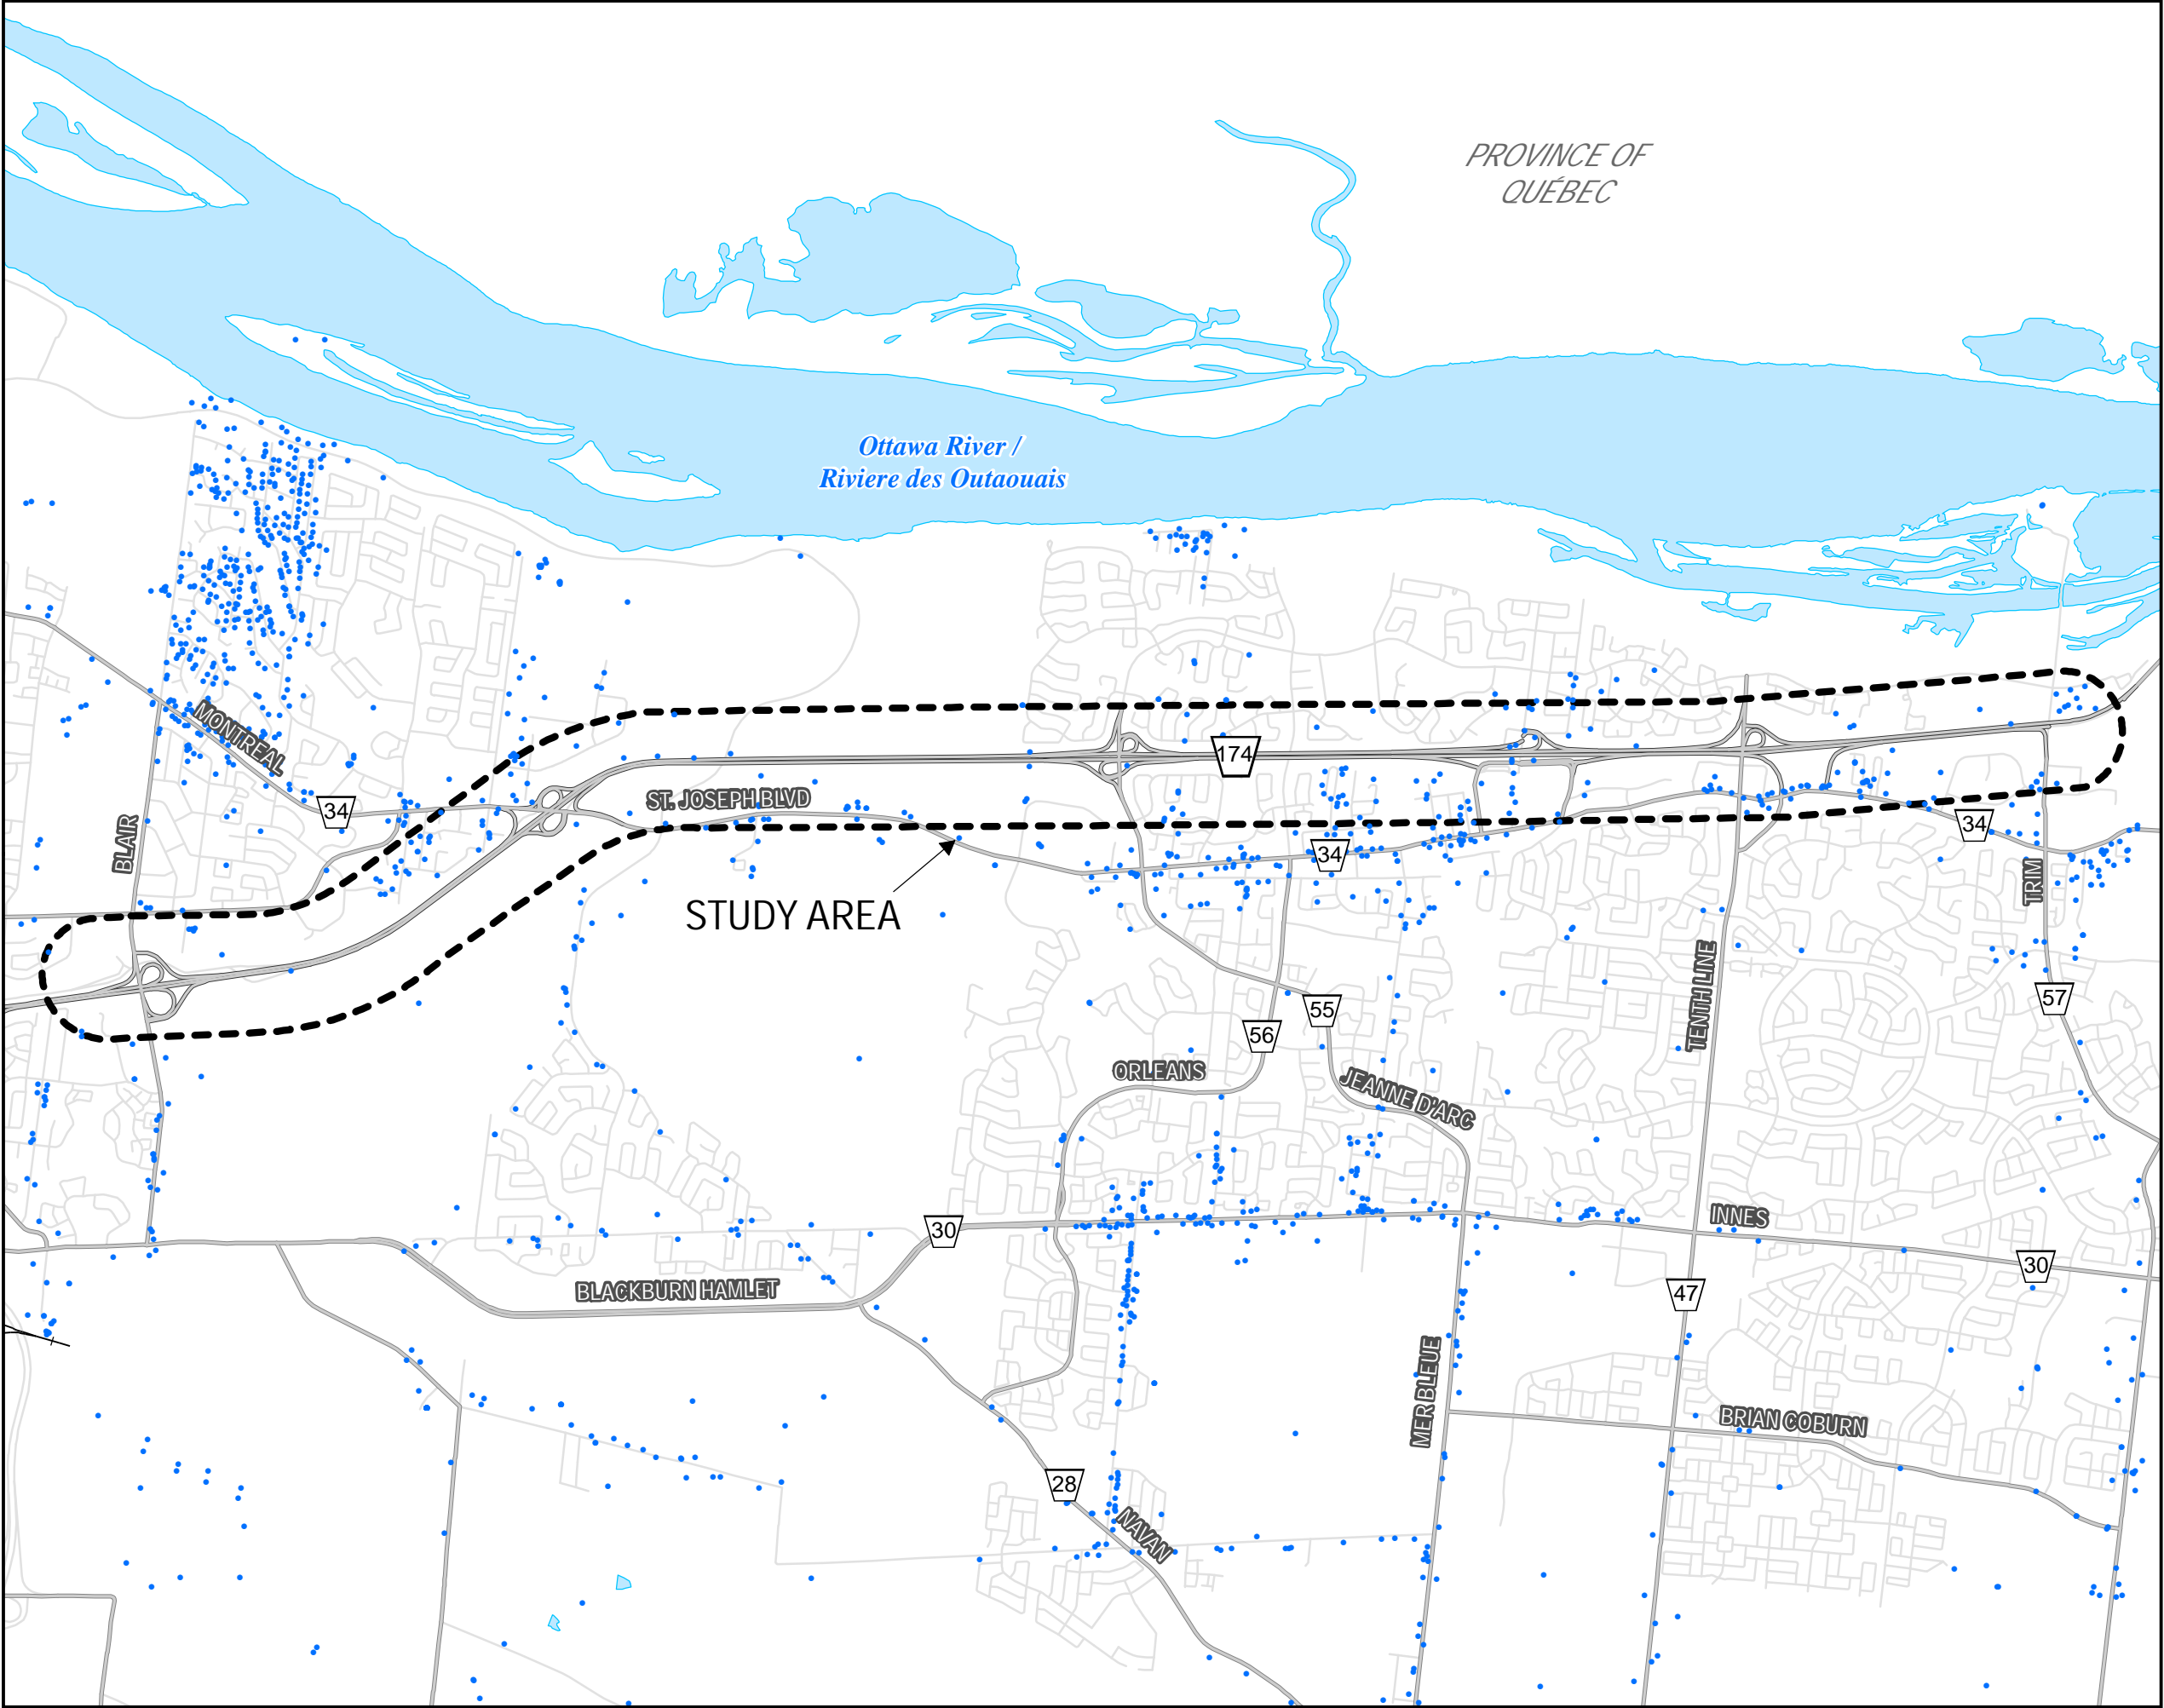 PROVINCE OF
QUÉBEC
Ottawa River /
Riviere des Outaouais
MONTREAL
174
34
ST. JOSEPH BLVD
BLAIR
34
34
STUDY AREA
TRIM
TENTH LINE
57
55
56
ORLEANS
JEANNE D'ARC
INNES
30
30
BLACKBURN HAMLET
47
MER BLEUE
BRIAN COBURN
28
NAVAN